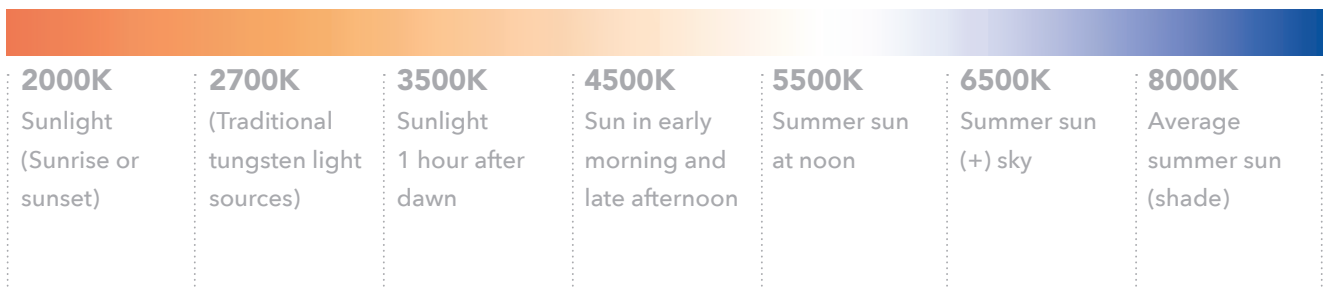 2000K
Sunlight
(Sunrise or
sunset)
2700K
(Traditional
tungsten light
sources)
3500K
Sunlight
1 hour after
dawn
4500K
Sun in early
morning and
late afternoon
5500K
Summer sun
at noon
6500K
Summer sun
(+) sky
8000K
Average
summer sun
(shade)